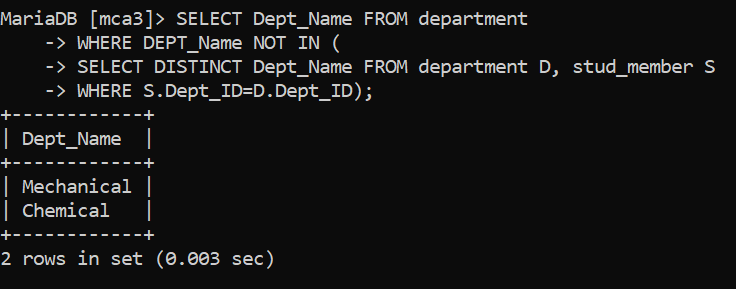 MariaDB [mca3]> SELECT Dept_Name FROM department
    -> WHERE DEPT_Name NOT IN (
    -> SELECT DISTINCT Dept_Name FROM department D, stud_member S
    -> WHERE S.Dept_ID=D.Dept_ID);
+------------+
| Dept_Name  |
+------------+
| Mechanical |
| Chemical   |
+------------+
2 rows in set (0.003 sec)